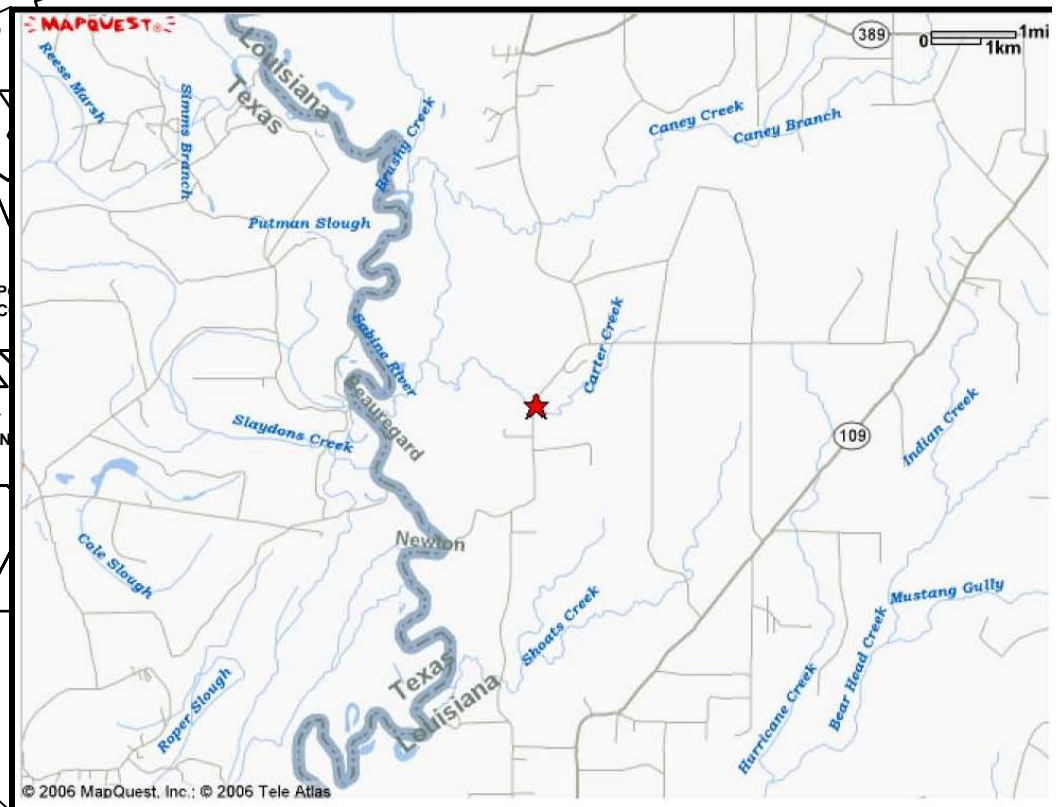 MAPQUEST®
389
0 1mi
1km
Reese Marsh
Simms Branch
Louisiana
Texas
Brushy Creek
Caney Creek
Caney Branch
Putman Slough
Sabine River
Carter Creek
Beauregard
Slaydons Creek
109
Indian Creek
Newton
Cole Slough
Shoats Creek
Mustang Gully
Bear Head Creek
Texas
Louisiana
Roper Slough
Hurricane Creek
© 2006 MapQuest, Inc.; © 2006 Tele Atlas